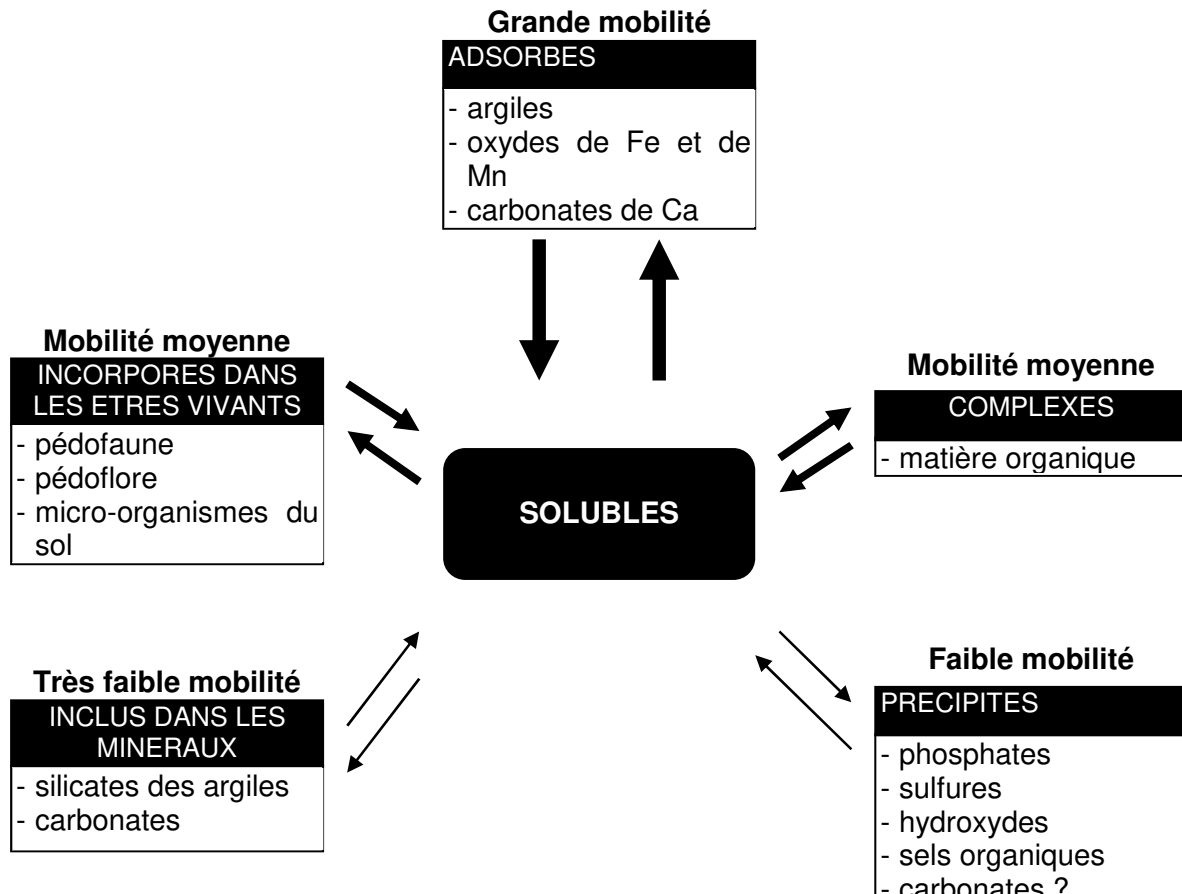 Grande mobilité
ADSORBES
- argiles
- oxydes de Fe et de
Mn
- carbonates de Ca
Mobilité moyenne
INCORPORES DANS
LES ETRES VIVANTS
- pédofaune
- pédoflore
- micro-organismes du
sol
Mobilité moyenne
COMPLEXES
- matière organique
SOLUBLES
Très faible mobilité
INCLUS DANS LES
MINERAUX
- silicates des argiles
- carbonates
Faible mobilité
PRECIPITES
- phosphates
- sulfures
- hydroxydes
- sels organiques
- carbonates ?